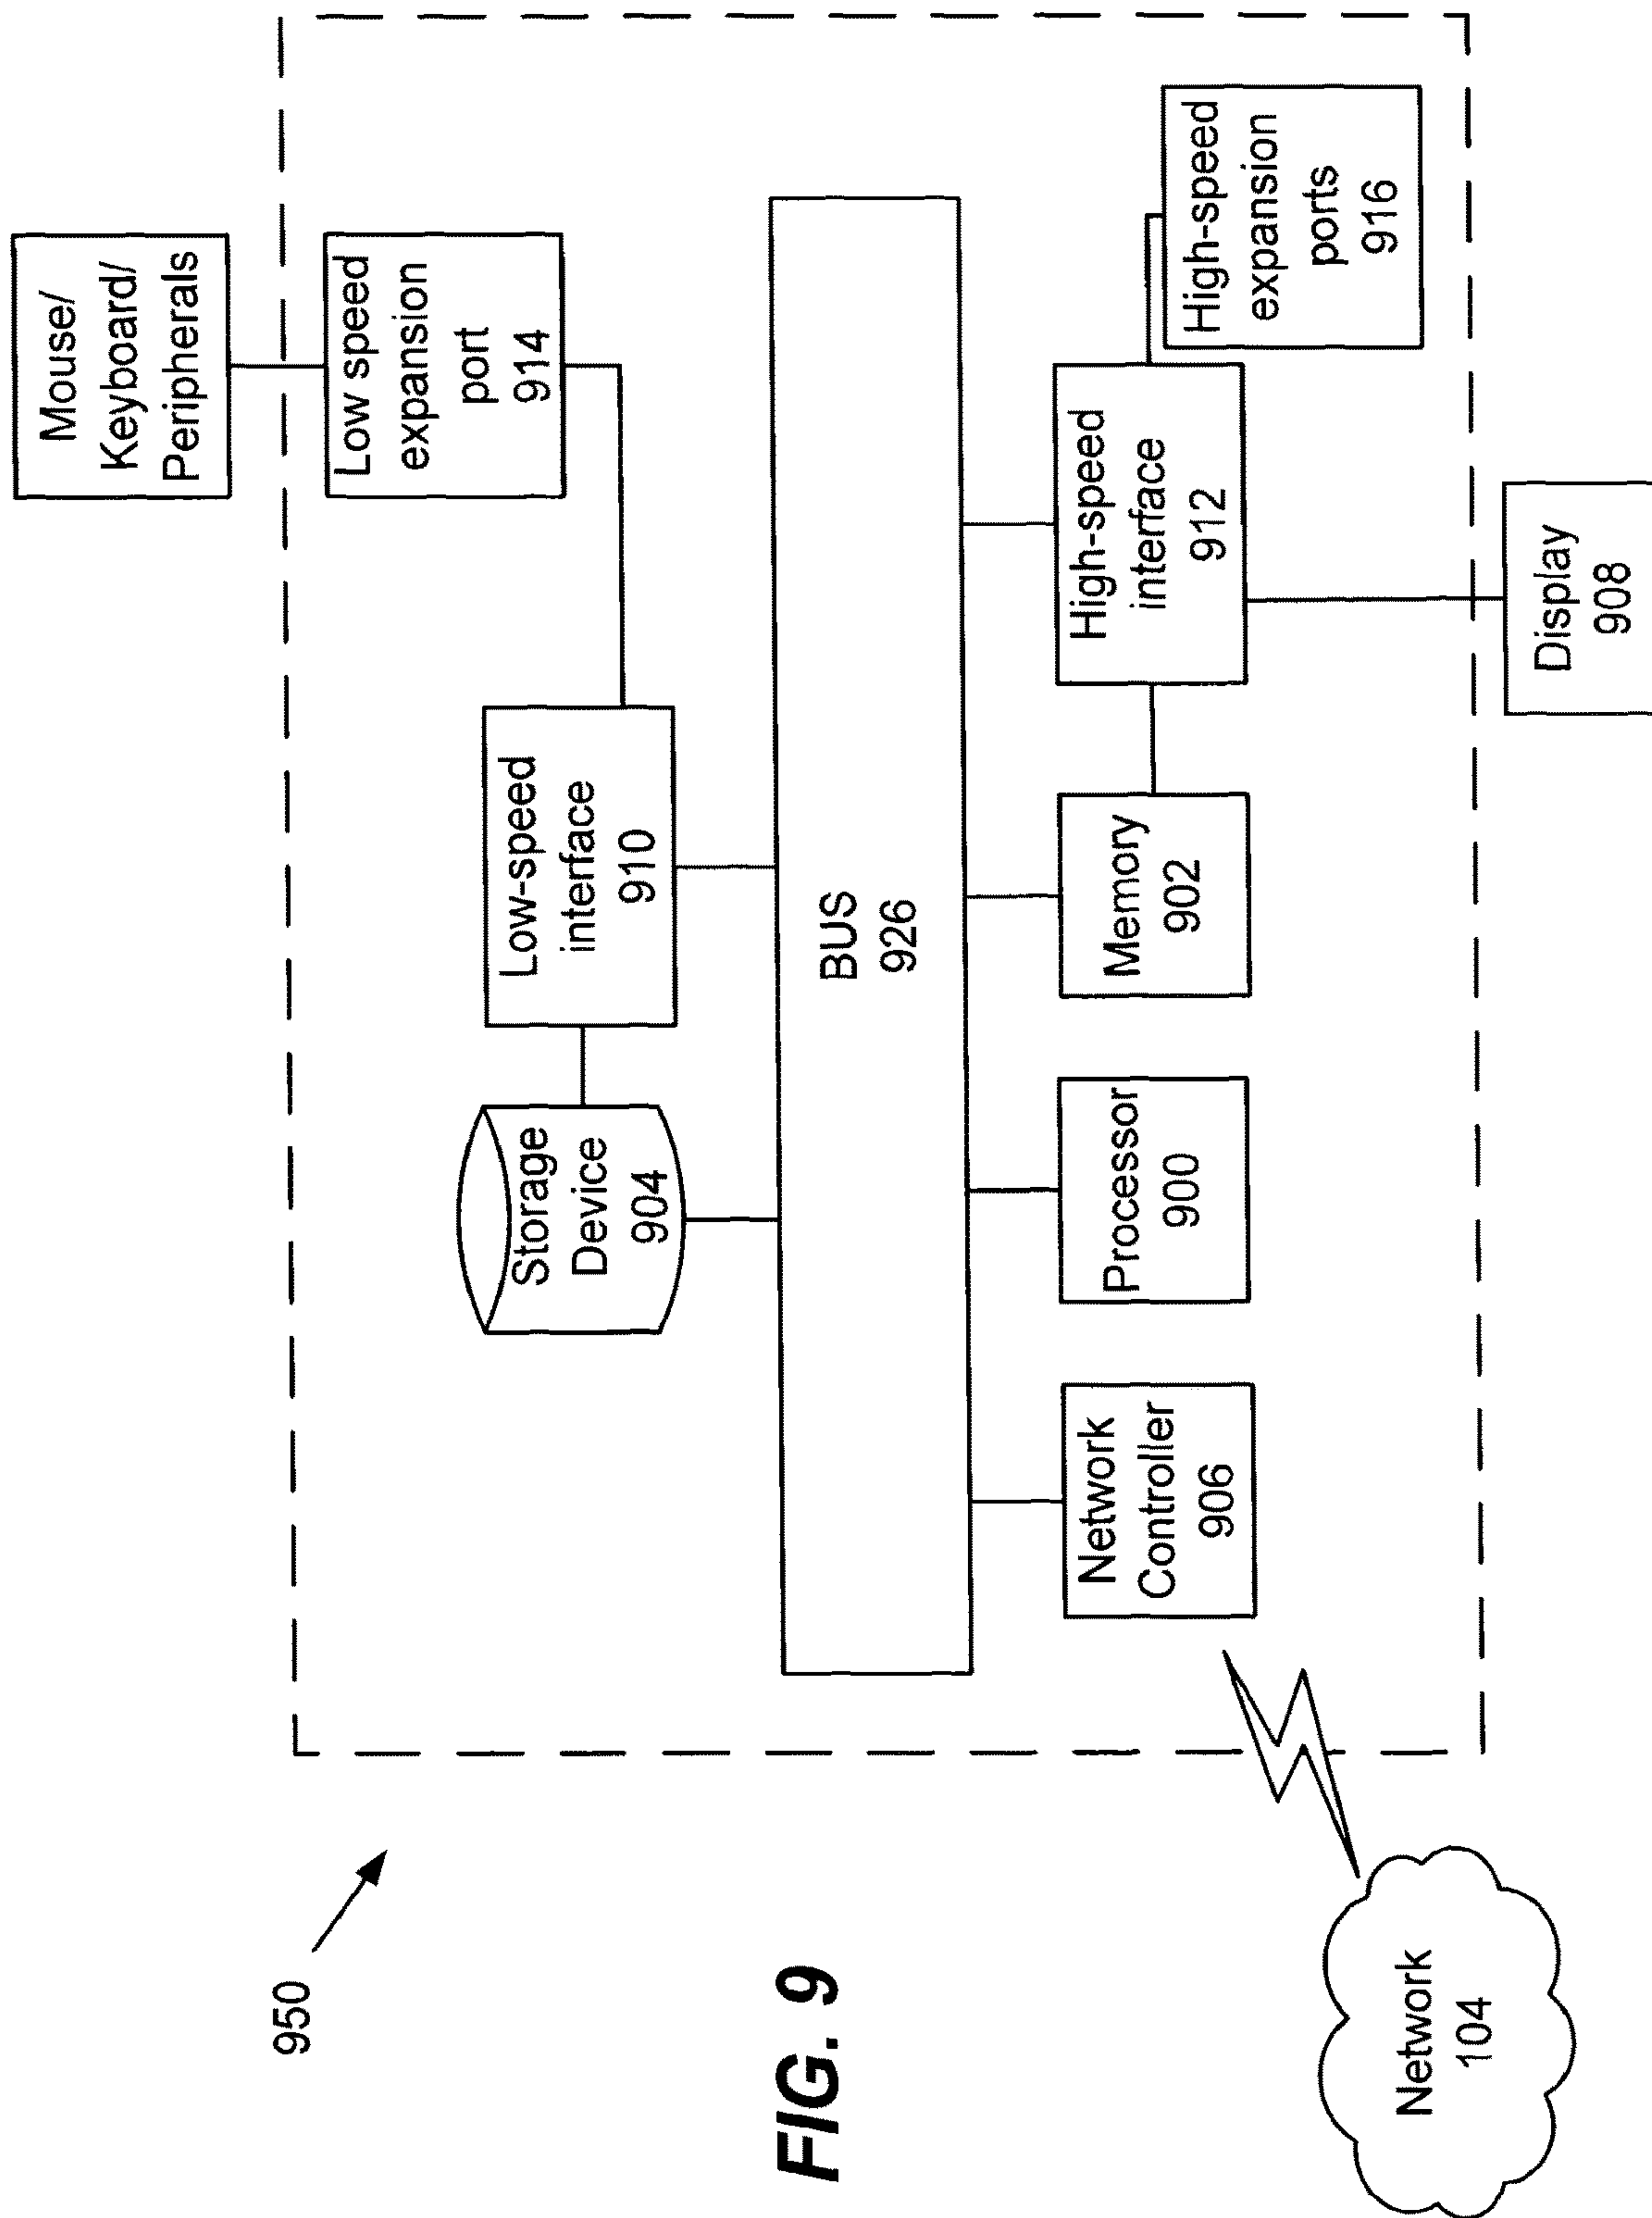 950
Mouse/
Keyboard/
Peripherals
Low speed
expansion
port
914
Storage
Device
904
Low-speed
interface
910
BUS
926
Network
Controller
906
Processor
900
Memory
902
High-speed
interface
912
High-speed
expansion
ports
916
Network
104
Display
908
FIG. 9